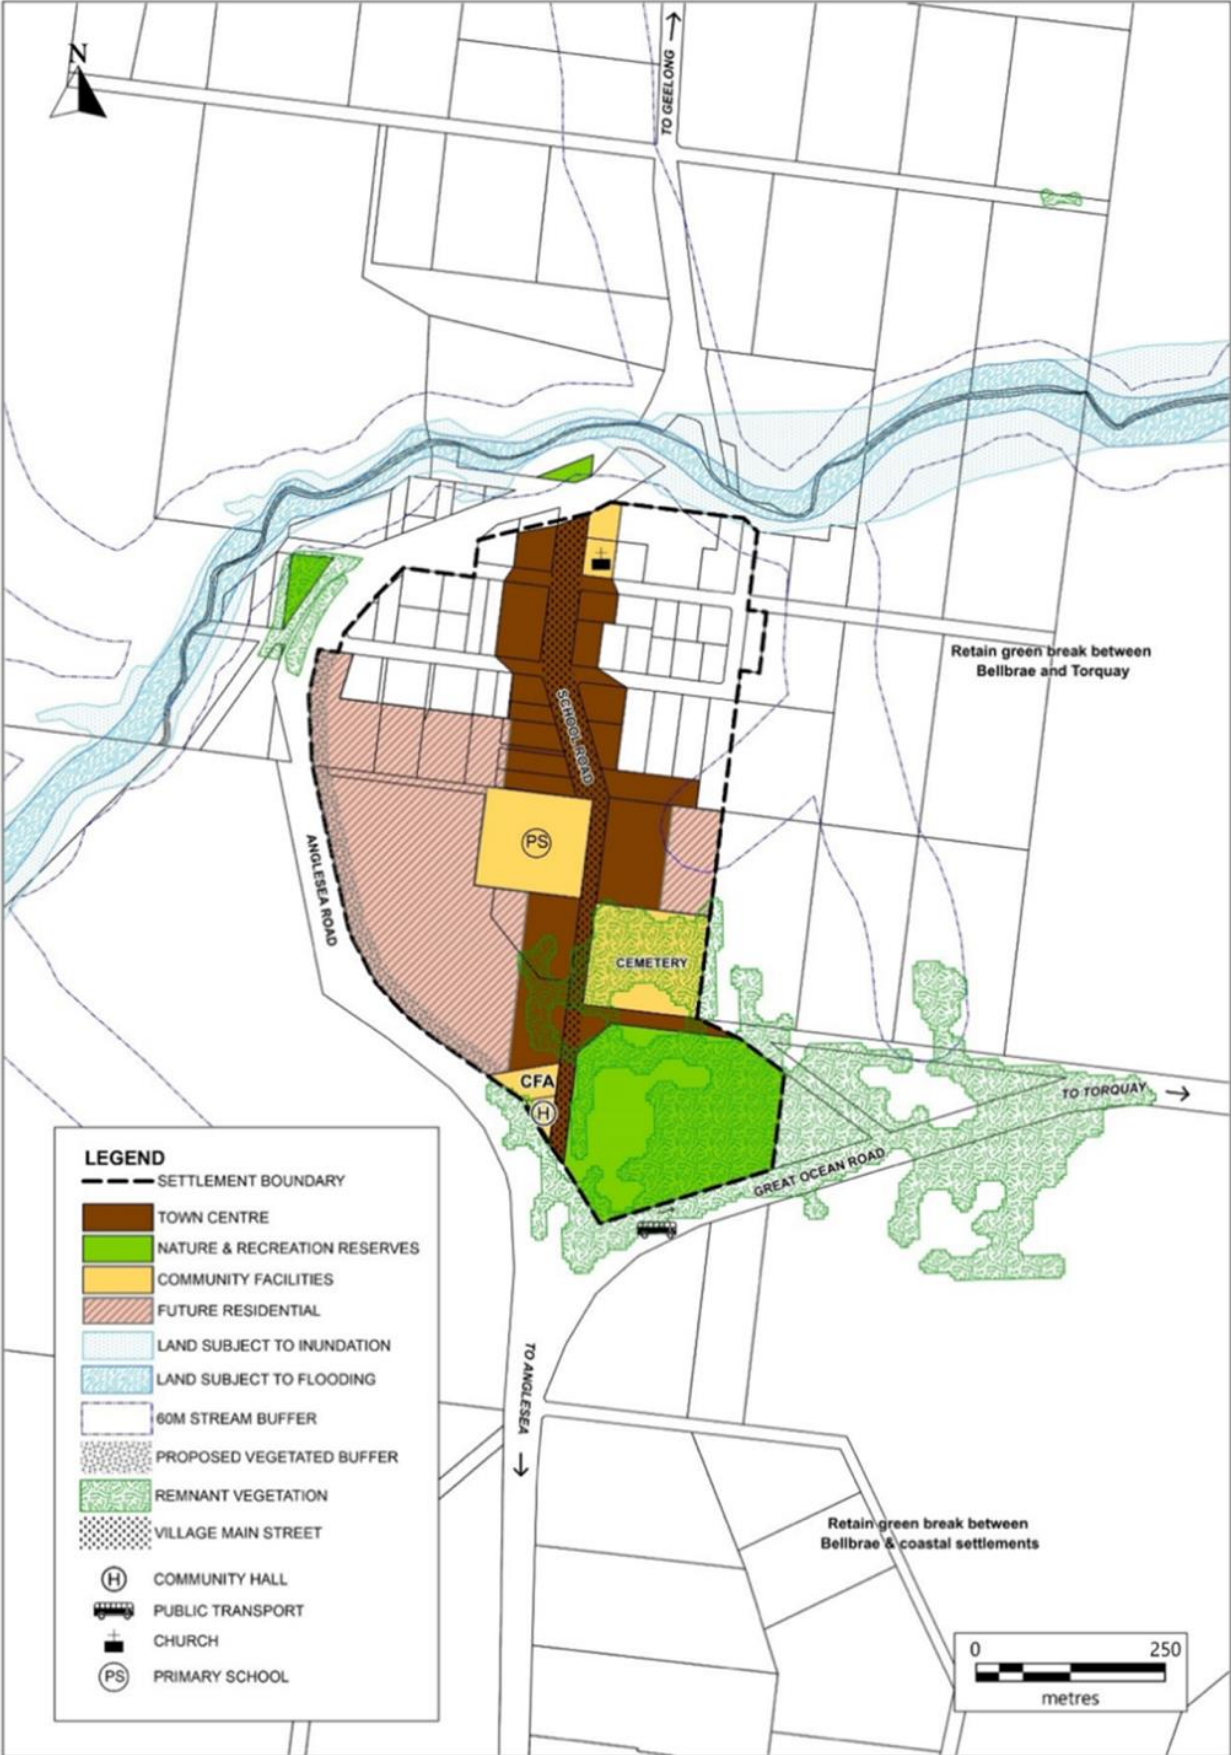 N
TO GEELONG
Retain green break between
Bellbrae and Torquay
SCHOOL ROAD
PS
ANGLESEA ROAD
CEMETERY
CFA
H
TO TORQUAY
GREAT OCEAN ROAD
TO ANGLESEA
LEGEND
SETTLEMENT BOUNDARY
TOWN CENTRE
NATURE & RECREATION RESERVES
COMMUNITY FACILITIES
FUTURE RESIDENTIAL
LAND SUBJECT TO INUNDATION
LAND SUBJECT TO FLOODING
60M STREAM BUFFER
PROPOSED VEGETATED BUFFER
REMNANT VEGETATION
VILLAGE MAIN STREET
H COMMUNITY HALL
PUBLIC TRANSPORT
CHURCH
PS PRIMARY SCHOOL
Retain green break between
Bellbrae & coastal settlements
0 250
metres